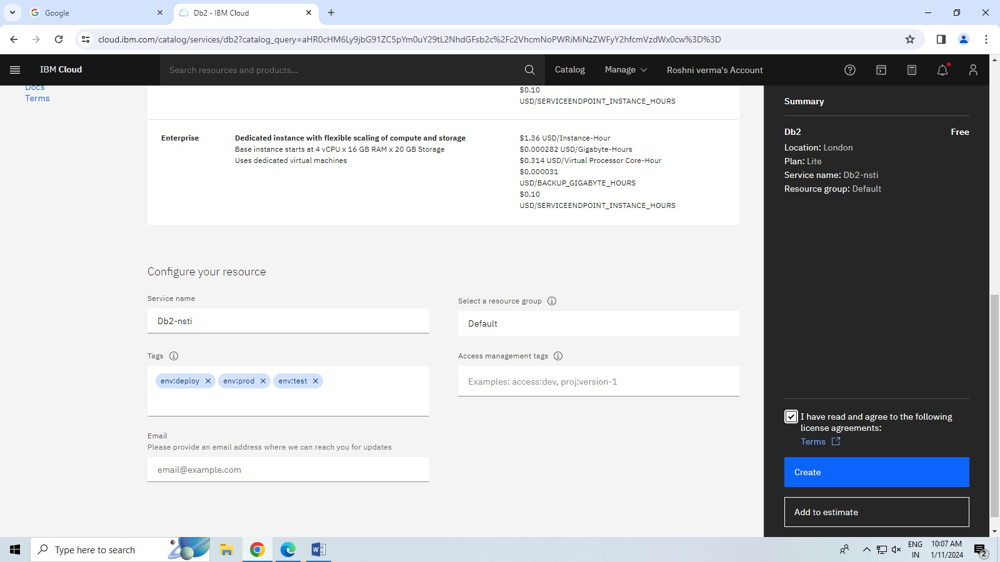 Google
Db2 - IBM Cloud
cloud.ibm.com/catalog/services/db2?catalog_query=aHR0cHM6Ly9jbG91ZC5pYm0uY29tL2NhdGFsb2c%2Fc2VhcmNoPWRiMiNzZWFyY2hfcmVzdWx0cw%3D%3D
IBM Cloud
Search resources and products...
Catalog
Manage
Roshni verma's Account
Docs
Terms
$0.10
USD/SERVICEENDPOINT_INSTANCE_HOURS
Enterprise
Dedicated instance with flexible scaling of compute and storage
Base instance starts at 4 vCPU x 16 GB RAM x 20 GB Storage
Uses dedicated virtual machines
$1.36 USD/Instance-Hour
$0.000282 USD/Gigabyte-Hours
$0.314 USD/Virtual Processor Core-Hour
$0.000031
USD/BACKUP_GIGABYTE_HOURS
$0.10
USD/SERVICEENDPOINT_INSTANCE_HOURS
Configure your resource
Service name
Db2-nsti
Select a resource group
Default
Tags
env:deploy
env:prod
env:test
Access management tags
Examples: access:dev, proj:version-1
Email
Please provide an email address where we can reach you for updates
email@example.com
Summary
Db2 Free
Location: London
Plan: Lite
Service name: Db2-nsti
Resource group: Default
I have read and agree to the following
license agreements:
Terms
Create
Add to estimate
Type here to search
ENG
IN
10:07 AM
1/11/2024
2